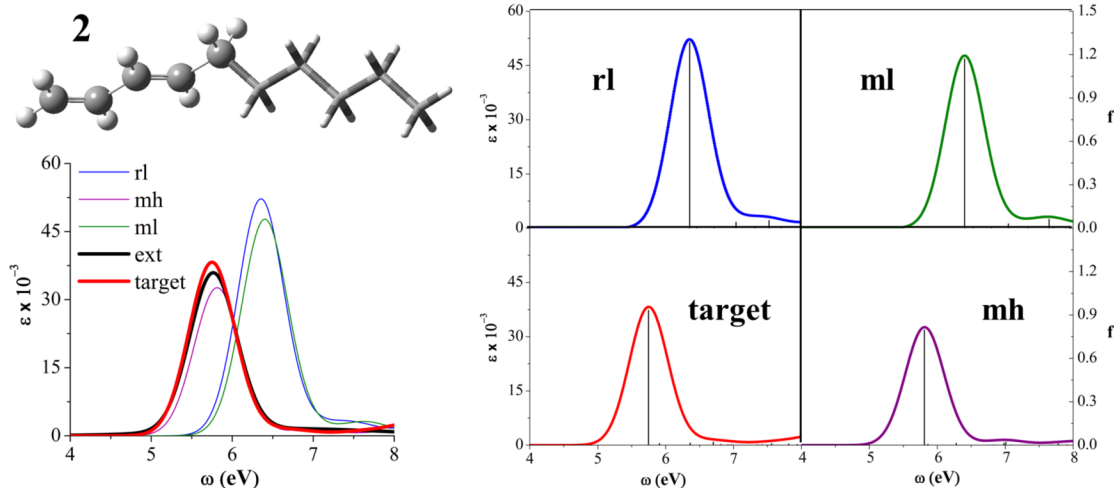 2
60
45
30
15
0
ε x 10⁻³
rl
mh
ml
ext
target
4 5 6 7 8
ω (eV)
60
45
30
15
0
ε x 10⁻³
rl
ml
1.5
1.2
0.9
0.6
0.3
0.0
f
45
30
15
0
ε x 10⁻³
target
mh
1.2
0.9
0.6
0.3
0.0
f
4 5 6 7 4 5 6 7 8
ω (eV) ω (eV)